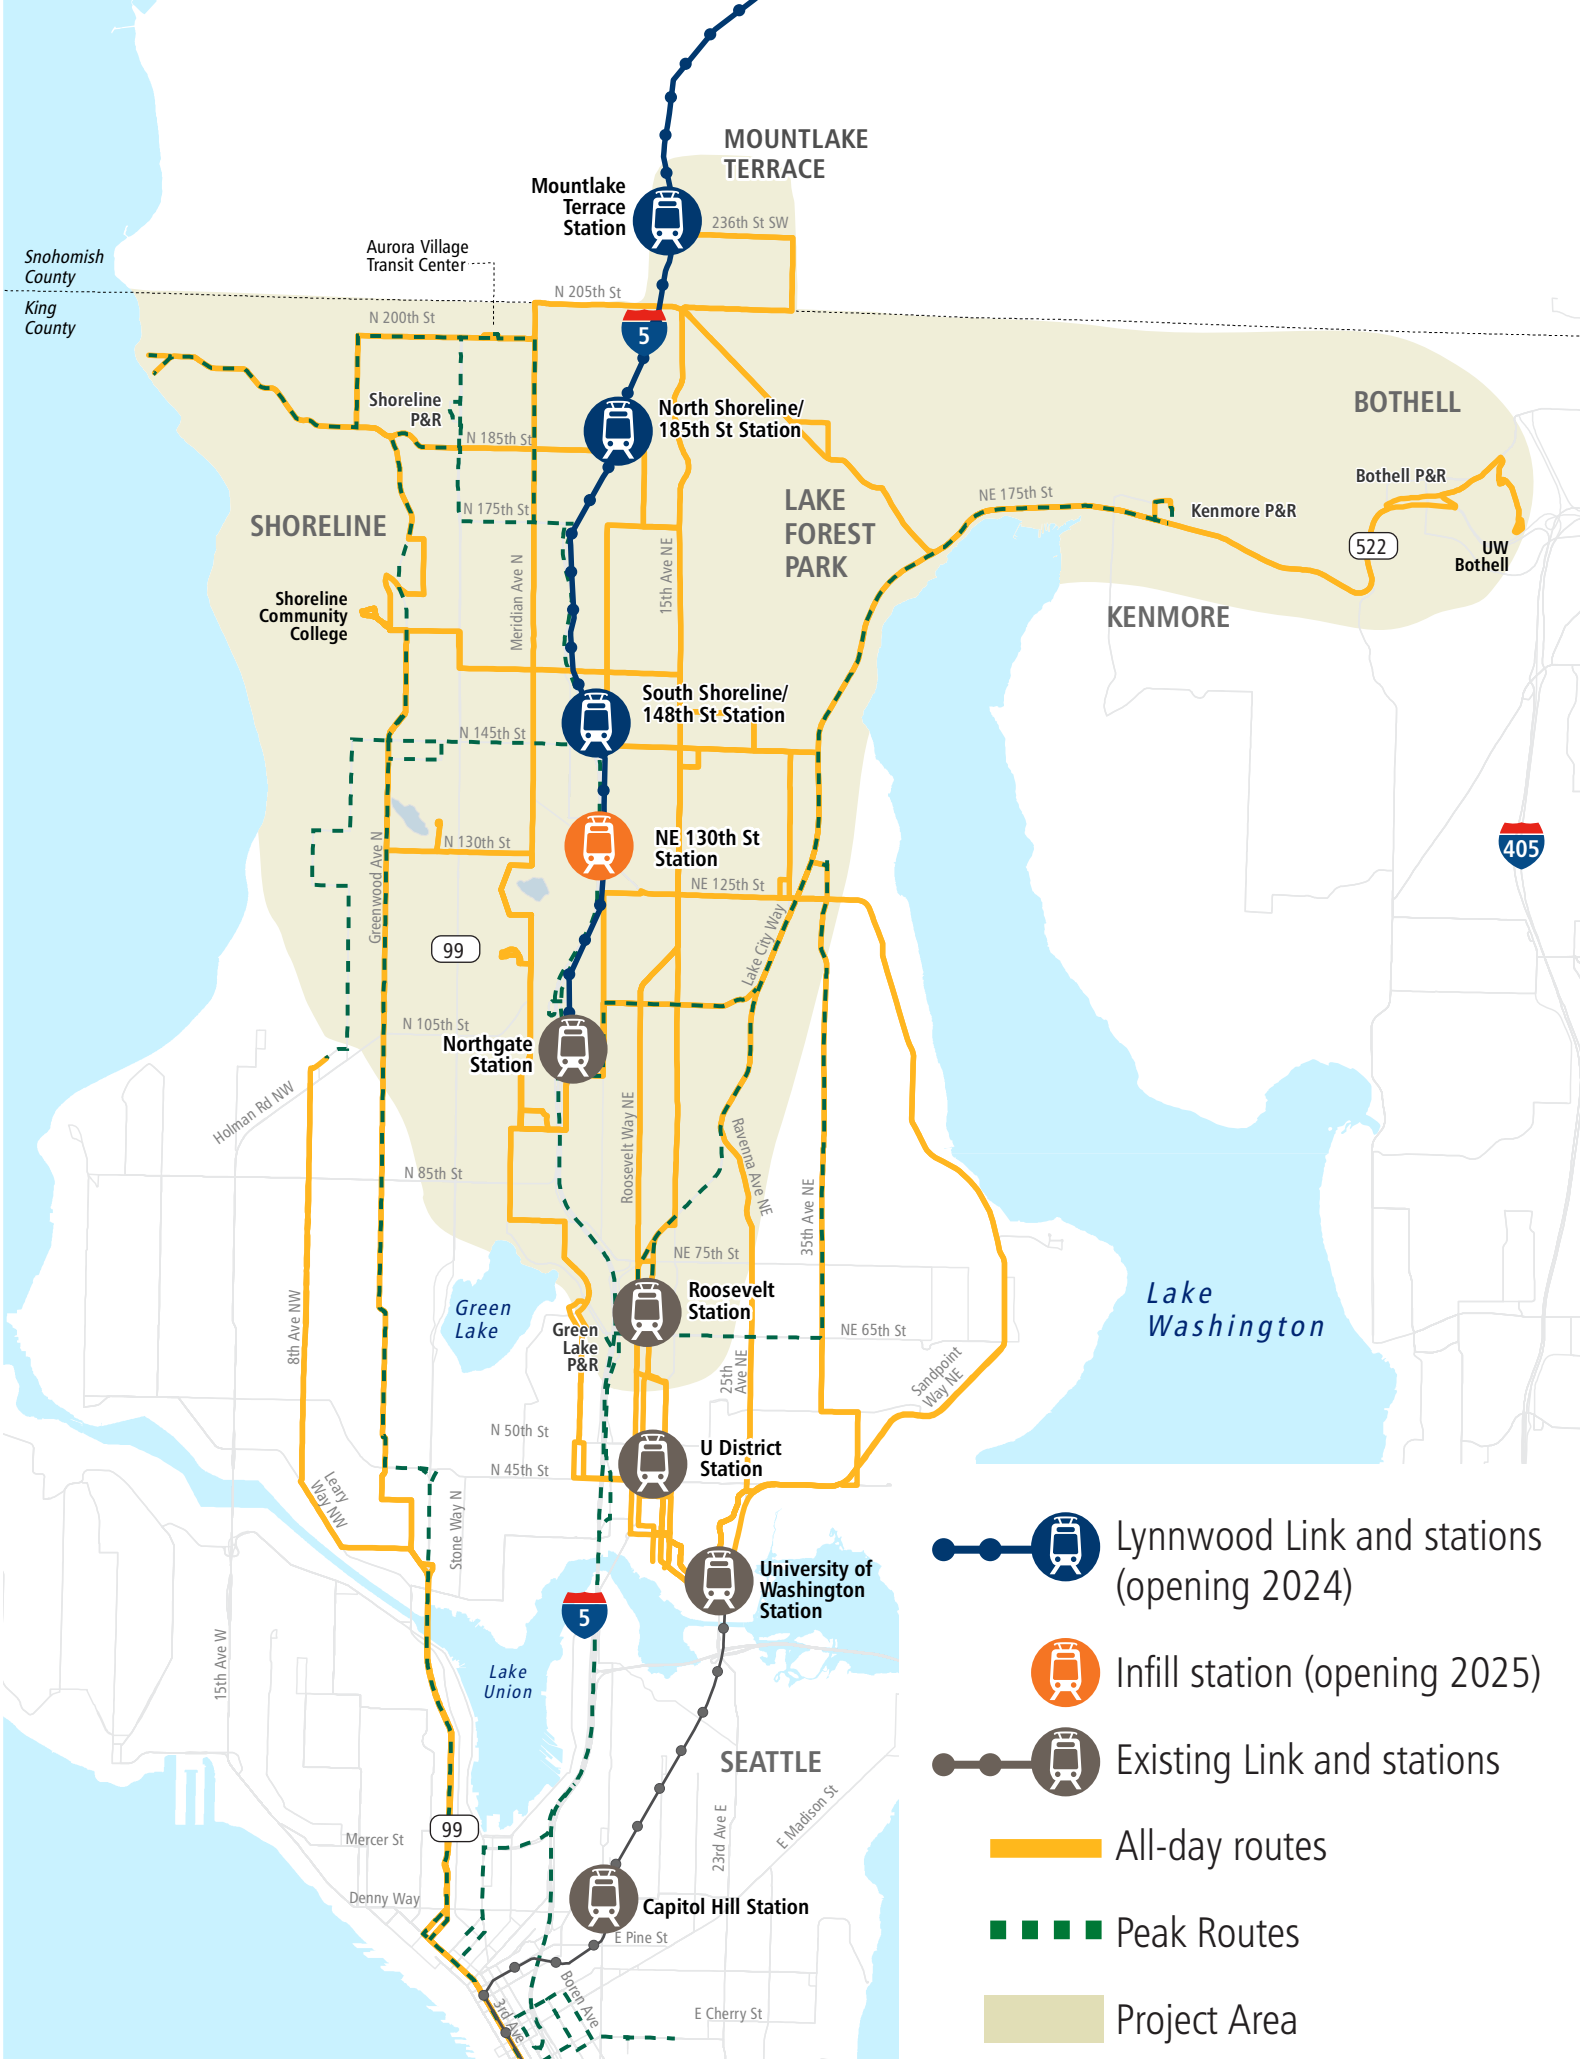 MOUNTLAKE
TERRACE
Mountlake
Terrace
Station
236th St SW
Aurora Village
Transit Center
Snohomish
County
King
County
N 205th St
N 200th St
5
Shoreline
P&R
North Shoreline/
185th St Station
N 185th St
BOTHELL
Bothell P&R
NE 175th St
Kenmore P&R
N 175th St
LAKE
FOREST
PARK
SHORELINE
522
UW
Bothell
15th Ave NE
Meridian Ave N
Shoreline
Community
College
KENMORE
South Shoreline/
148th St Station
N 145th St
NE 130th St
Station
N 130th St
405
Greenwood Ave N
NE 125th St
Lake City Way
99
N 105th St
Northgate
Station
Holman Rd NW
Roosevelt Way NE
Ravenna Ave NE
N 85th St
35th Ave NE
NE 75th St
Roosevelt
Station
Lake
Washington
Green
Lake
8th Ave NW
Green
Lake
P&R
NE 65th St
25th
Ave NE
Sandpoint
Way NE
N 50th St
U District
Station
N 45th St
Leary
Way NW
Stone Way N
University of
Washington
Station
5
15th Ave W
Lake
Union
SEATTLE
99
Mercer St
23rd Ave E
E Madison St
Denny Way
Capitol Hill Station
E Pine St
Boren Ave
3rd Ave
E Cherry St
Lynnwood Link and stations
(opening 2024)
Infill station (opening 2025)
Existing Link and stations
All-day routes
Peak Routes
Project Area